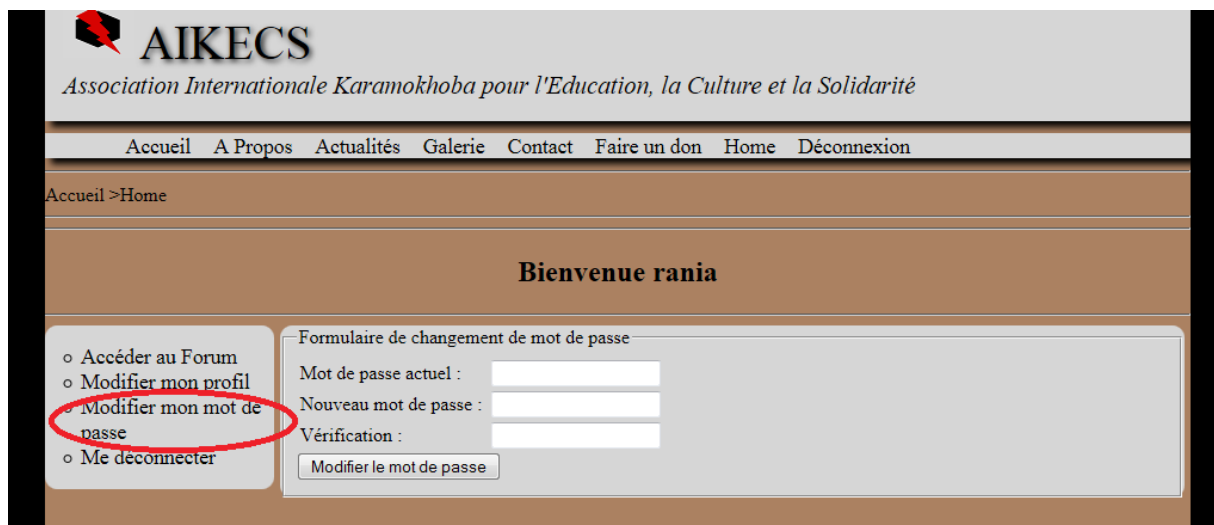 AIKECS
Association Internationale Karamokhoba pour l'Education, la Culture et la Solidarité
Accueil A Propos Actualités Galerie Contact Faire un don Home Déconnexion
Accueil >Home
Bienvenue rania
Accéder au Forum
Modifier mon profil
Modifier mon mot de
passe
Me déconnecter
Formulaire de changement de mot de passe
Mot de passe actuel :
Nouveau mot de passe :
Vérification :
Modifier le mot de passe